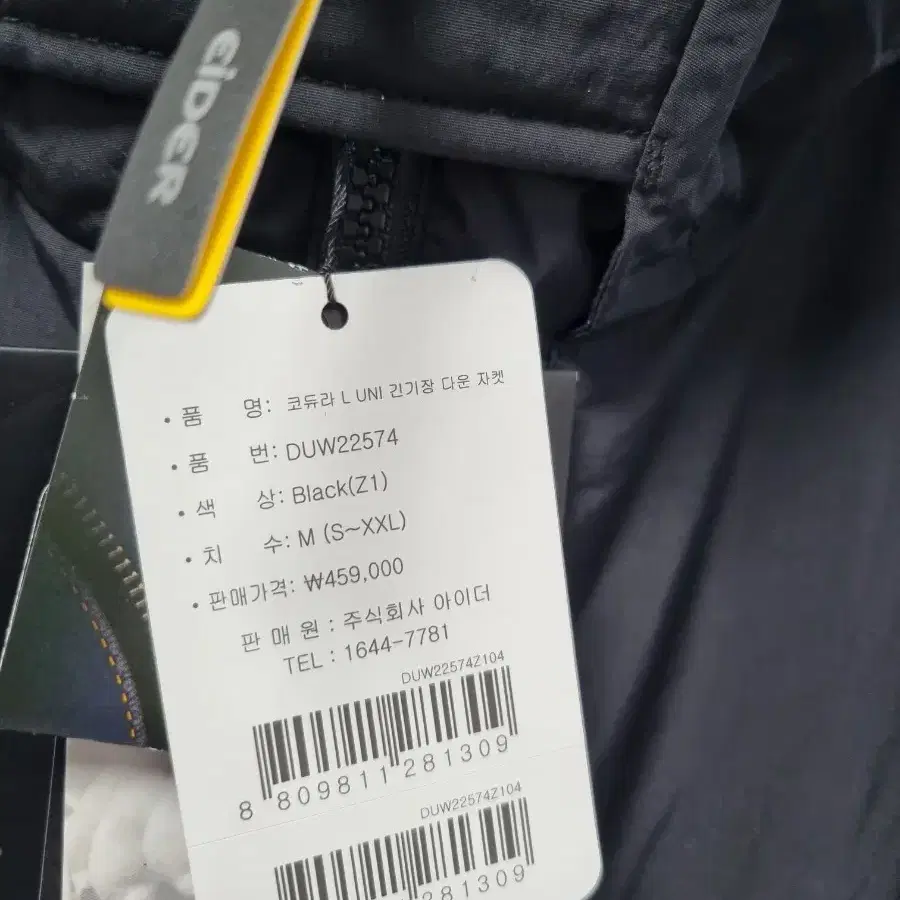 EiDER
• 품 명: 코듀라 L UNI 긴기장 다운 자켓
• 품 번: DUW22574
• 색 상: Black(Z1)
• 치 수: M (S~XXL)
• 판매가격: ₩459,000
판 매 원 : 주식회사 아이더
TEL : 1644-7781
DUW22574Z104
8 809811 281309
DUW22574Z104
281309